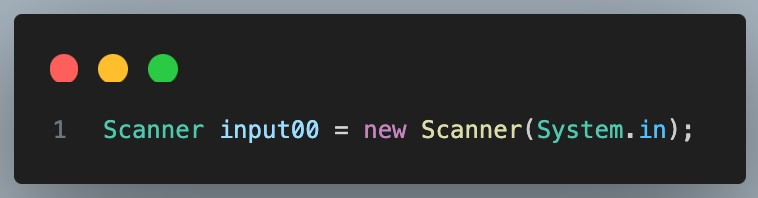 1 Scanner input00 = new Scanner(System.in);